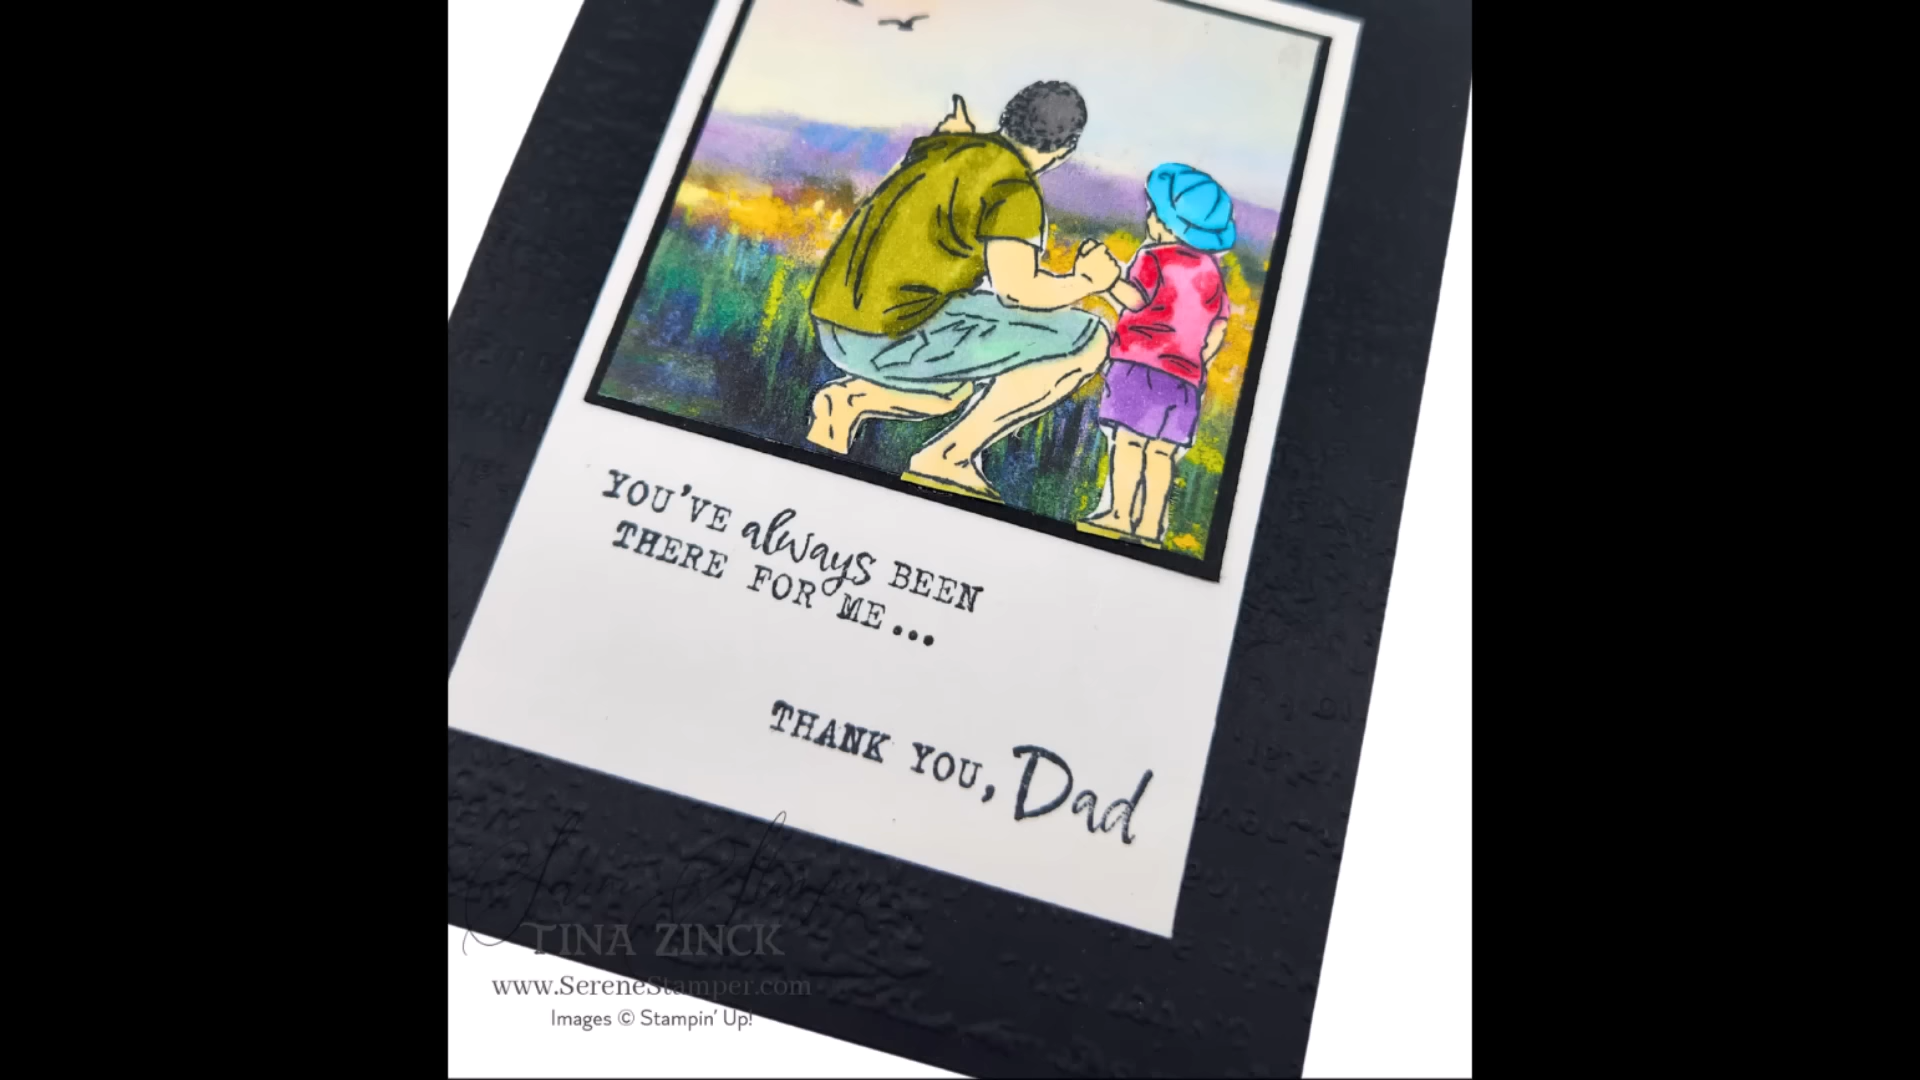 YOU'VE always BEEN
THERE FOR ME...
THANK YOU, Dad
TINA ZINCK
www.SereneStamper.com
Images © Stampin' Up!